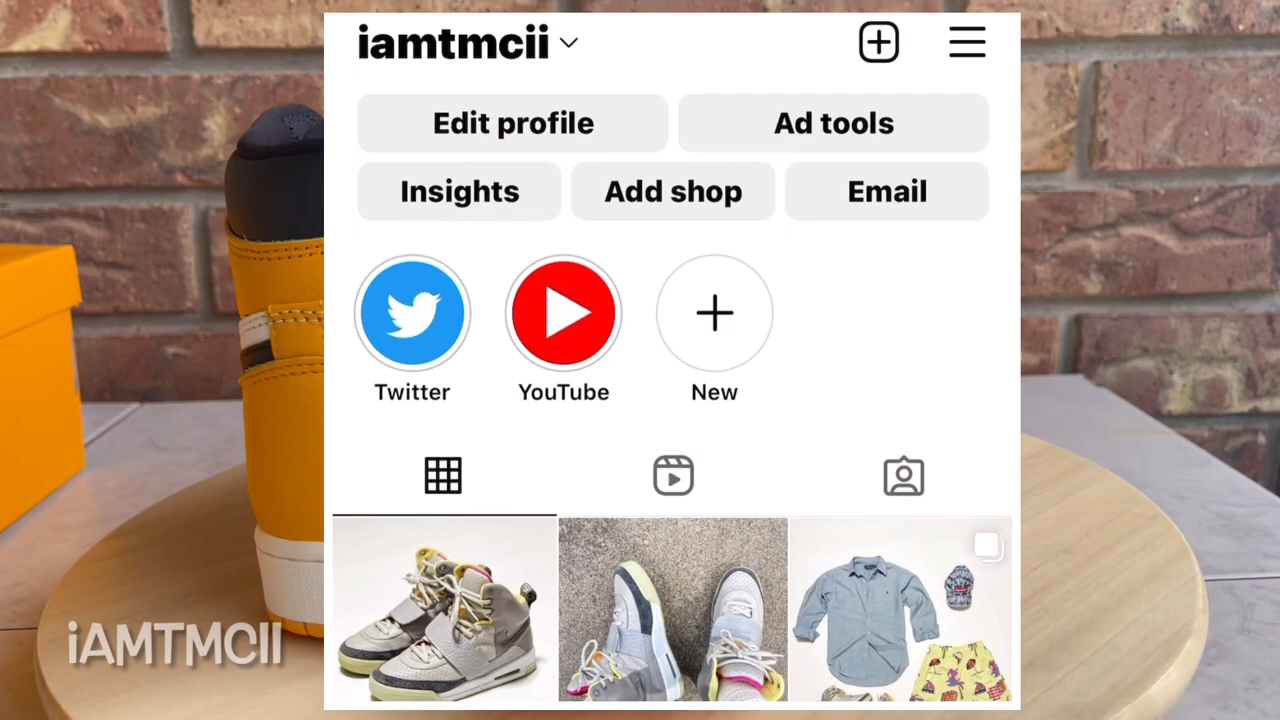 iamtmcii
Edit profile
Ad tools
Insights
Add shop
Email
Twitter
YouTube
New
iAMTMCII